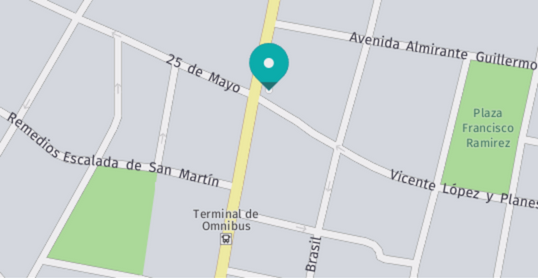 Avenida Almirante Guillermo
25 de Mayo
Plaza
Francisco
Ramirez
Remedios Escalada de San Martín
Vicente López y Planes
Terminal de
Omnibus
Brasil